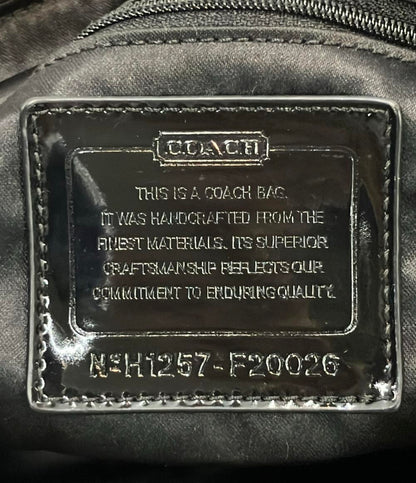 COACH
THIS IS A COACH BAG.
IT WAS HANDCRAFTED FROM THE
FINEST MATERIALS. ITS SUPERIOR
CRAFTSMANSHIP REFLECTS OUR
COMMITMENT TO ENDURING QUALITY.
Nº H1257-F20026